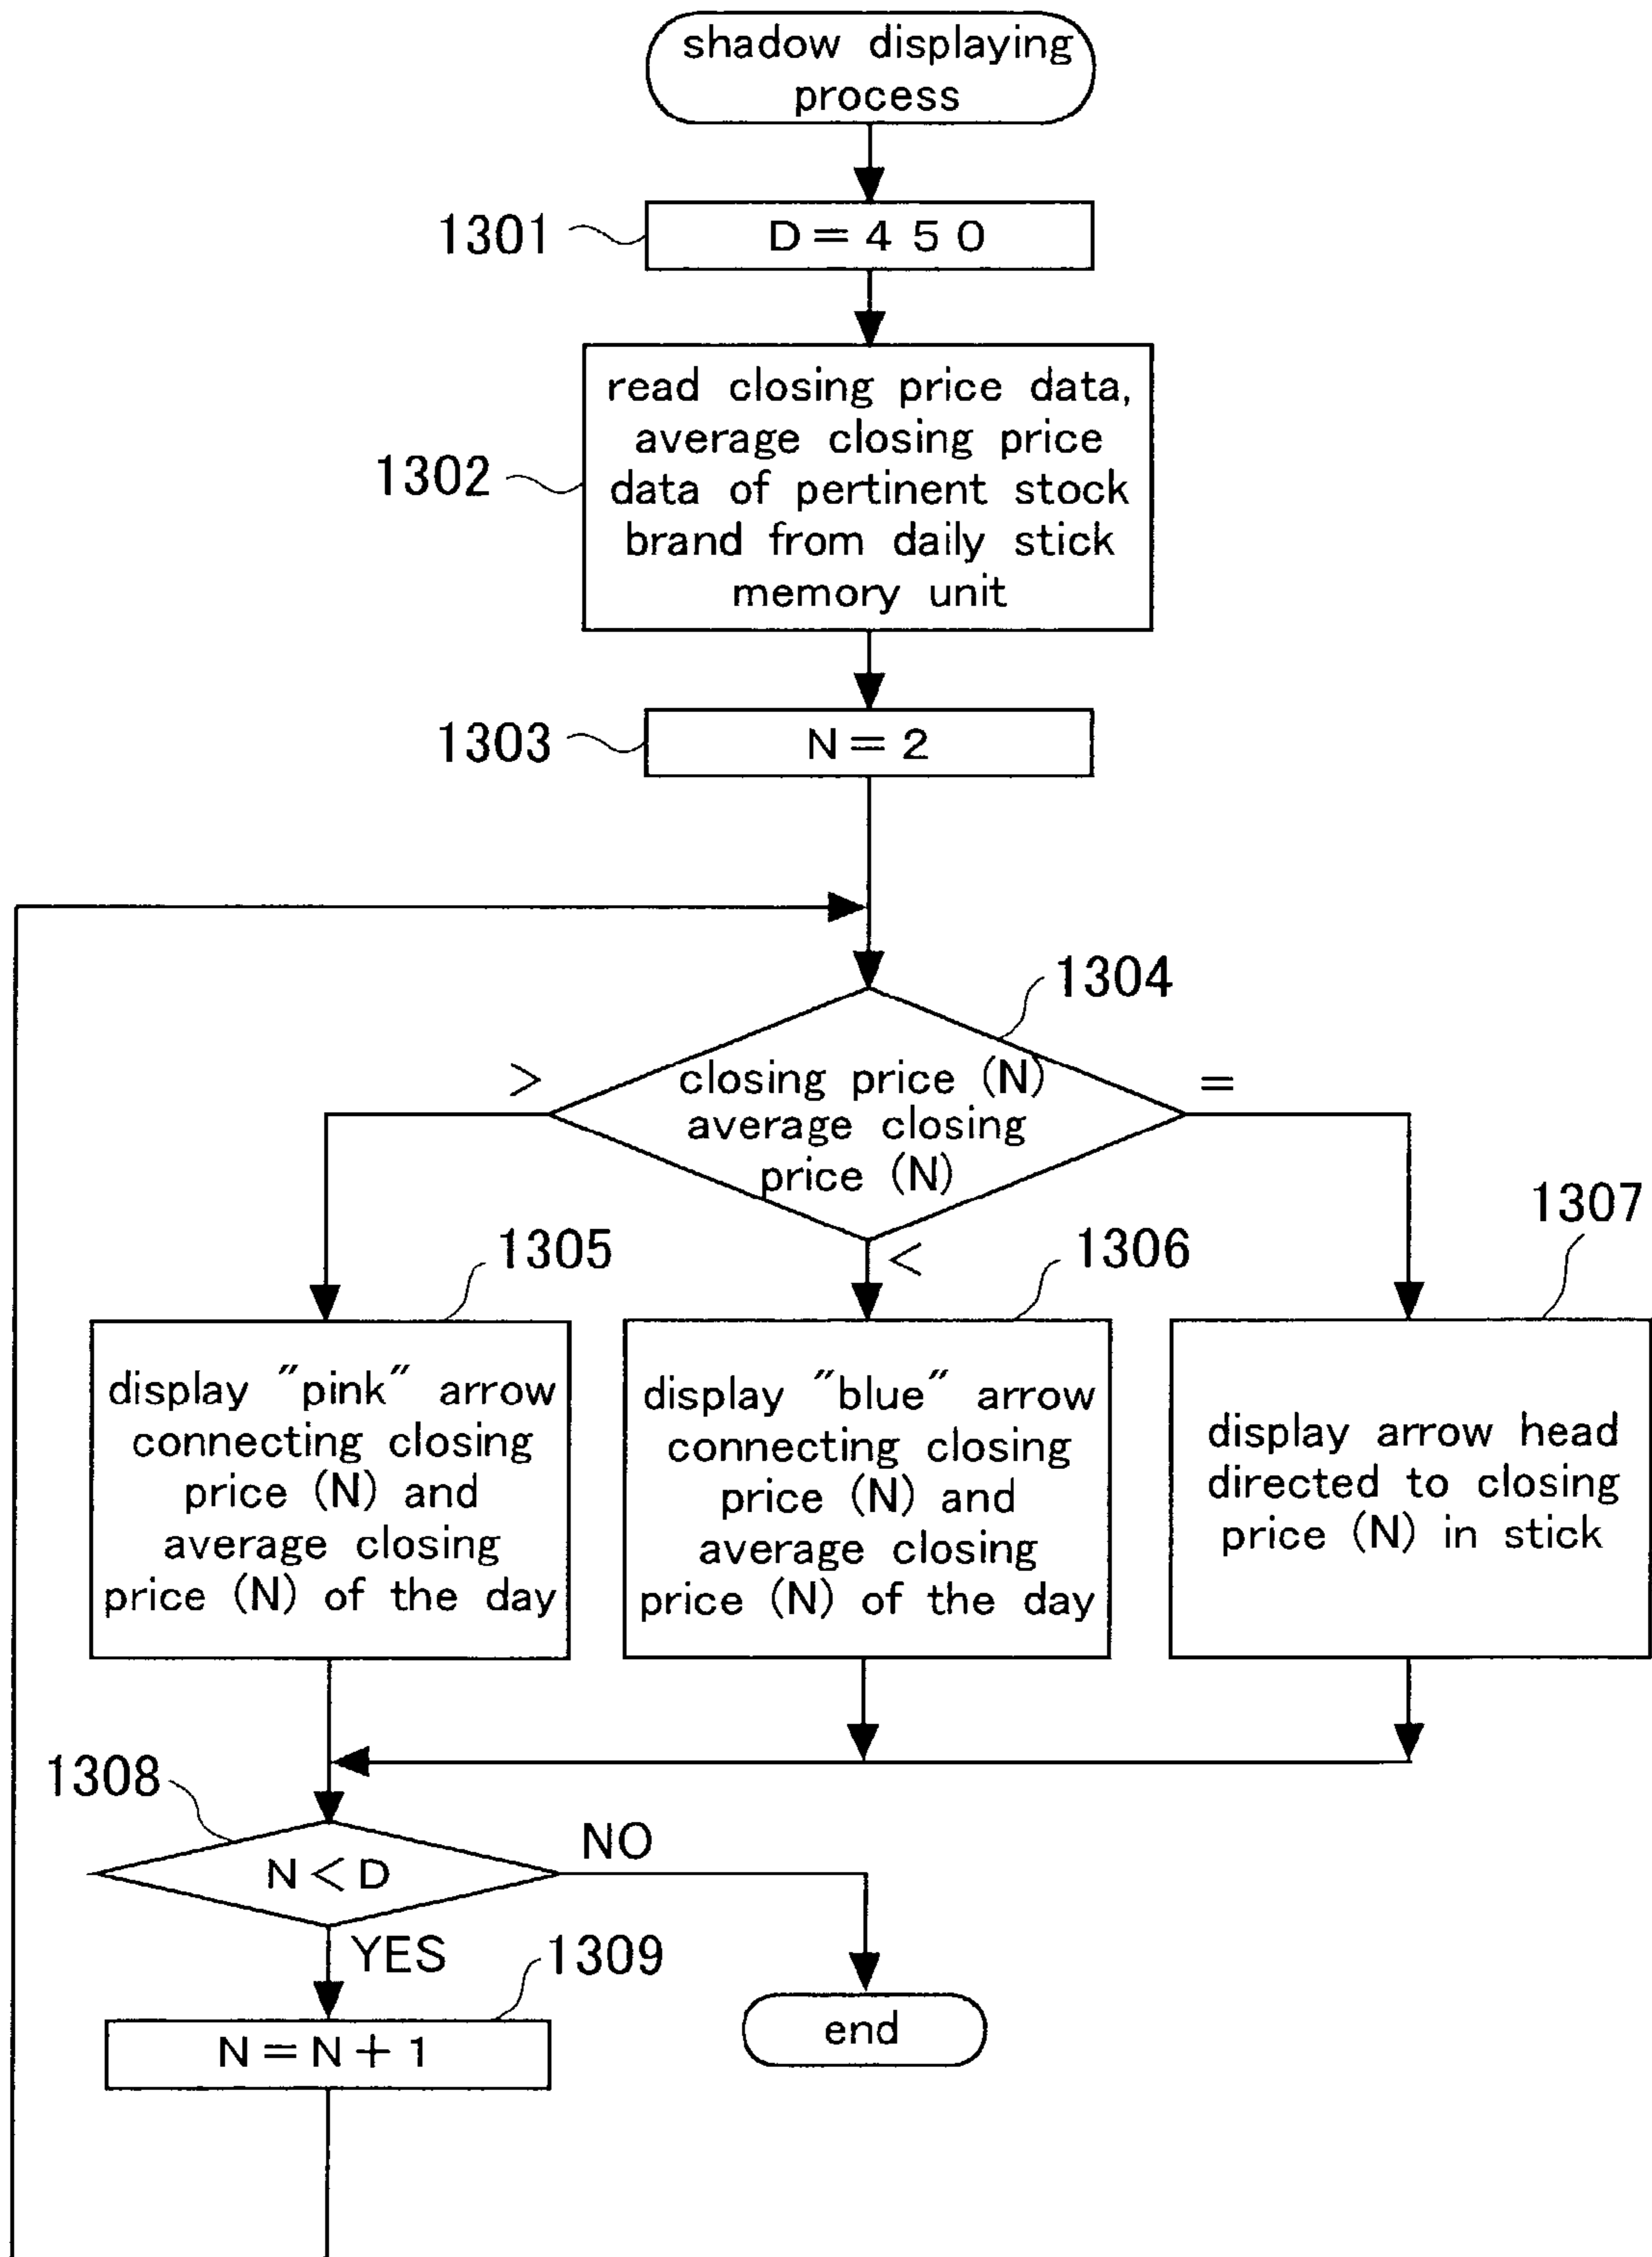 shadow displaying
process
1301
D=450
1302
read closing price data,
average closing price
data of pertinent stock
brand from daily stick
memory unit
1303
N=2
1304
>
closing price (N)
average closing
price (N)
=
<
1305
display "pink" arrow
connecting closing
price (N) and
average closing
price (N) of the day
1306
display "blue" arrow
connecting closing
price (N) and
average closing
price (N) of the day
1307
display arrow head
directed to closing
price (N) in stick
1308
N<D
NO
YES
1309
N=N+1
end